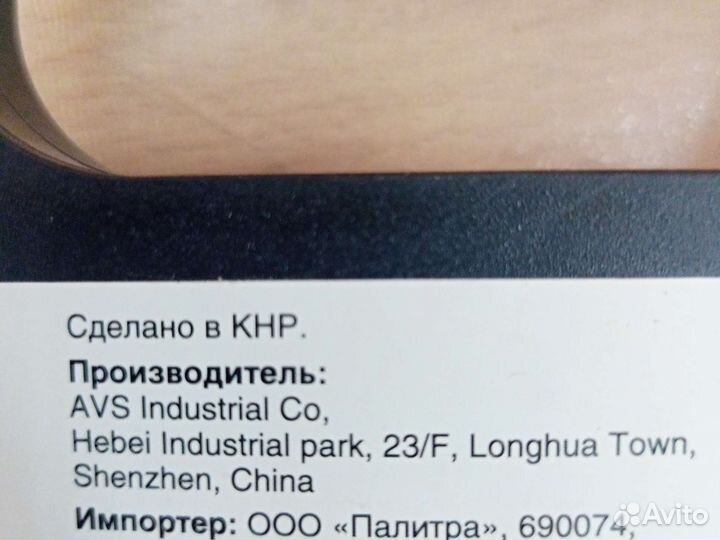 Сделано в КНР.
Производитель:
AVS Industrial Co,
Hebei Industrial park, 23/F, Longhua Town,
Shenzhen, China
Импортер: ООО «Палитра», 690074,
Avito